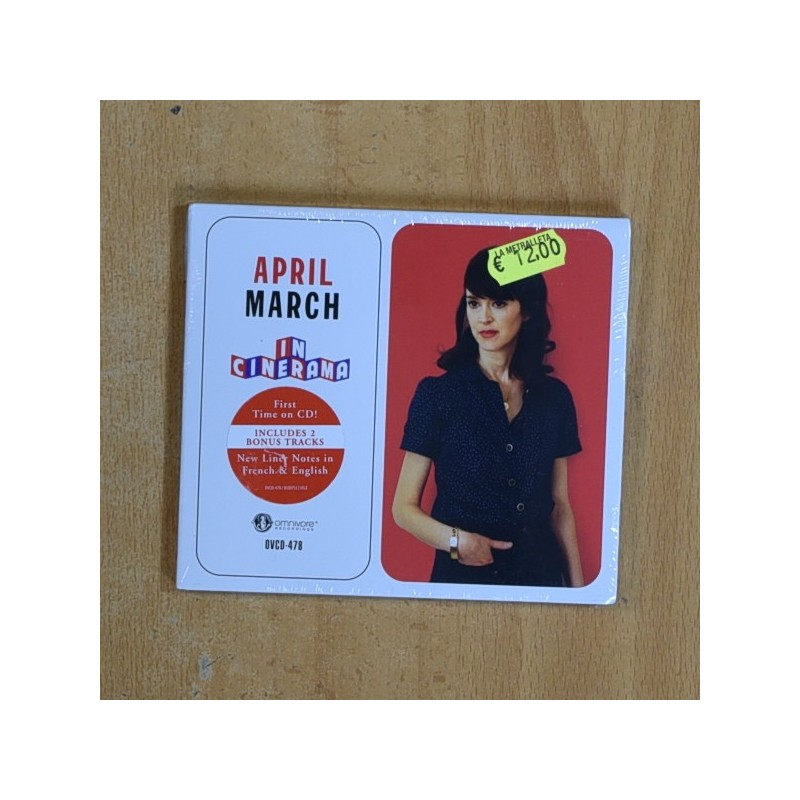 APRIL
MARCH
IN
CINERAMA
First
Time on CD!
INCLUDES 2
BONUS TRACKS
New Liner Notes in
French & English
omnivore
RECORDINGS
OVCD-478
LA METRALLETA
€ 12,00